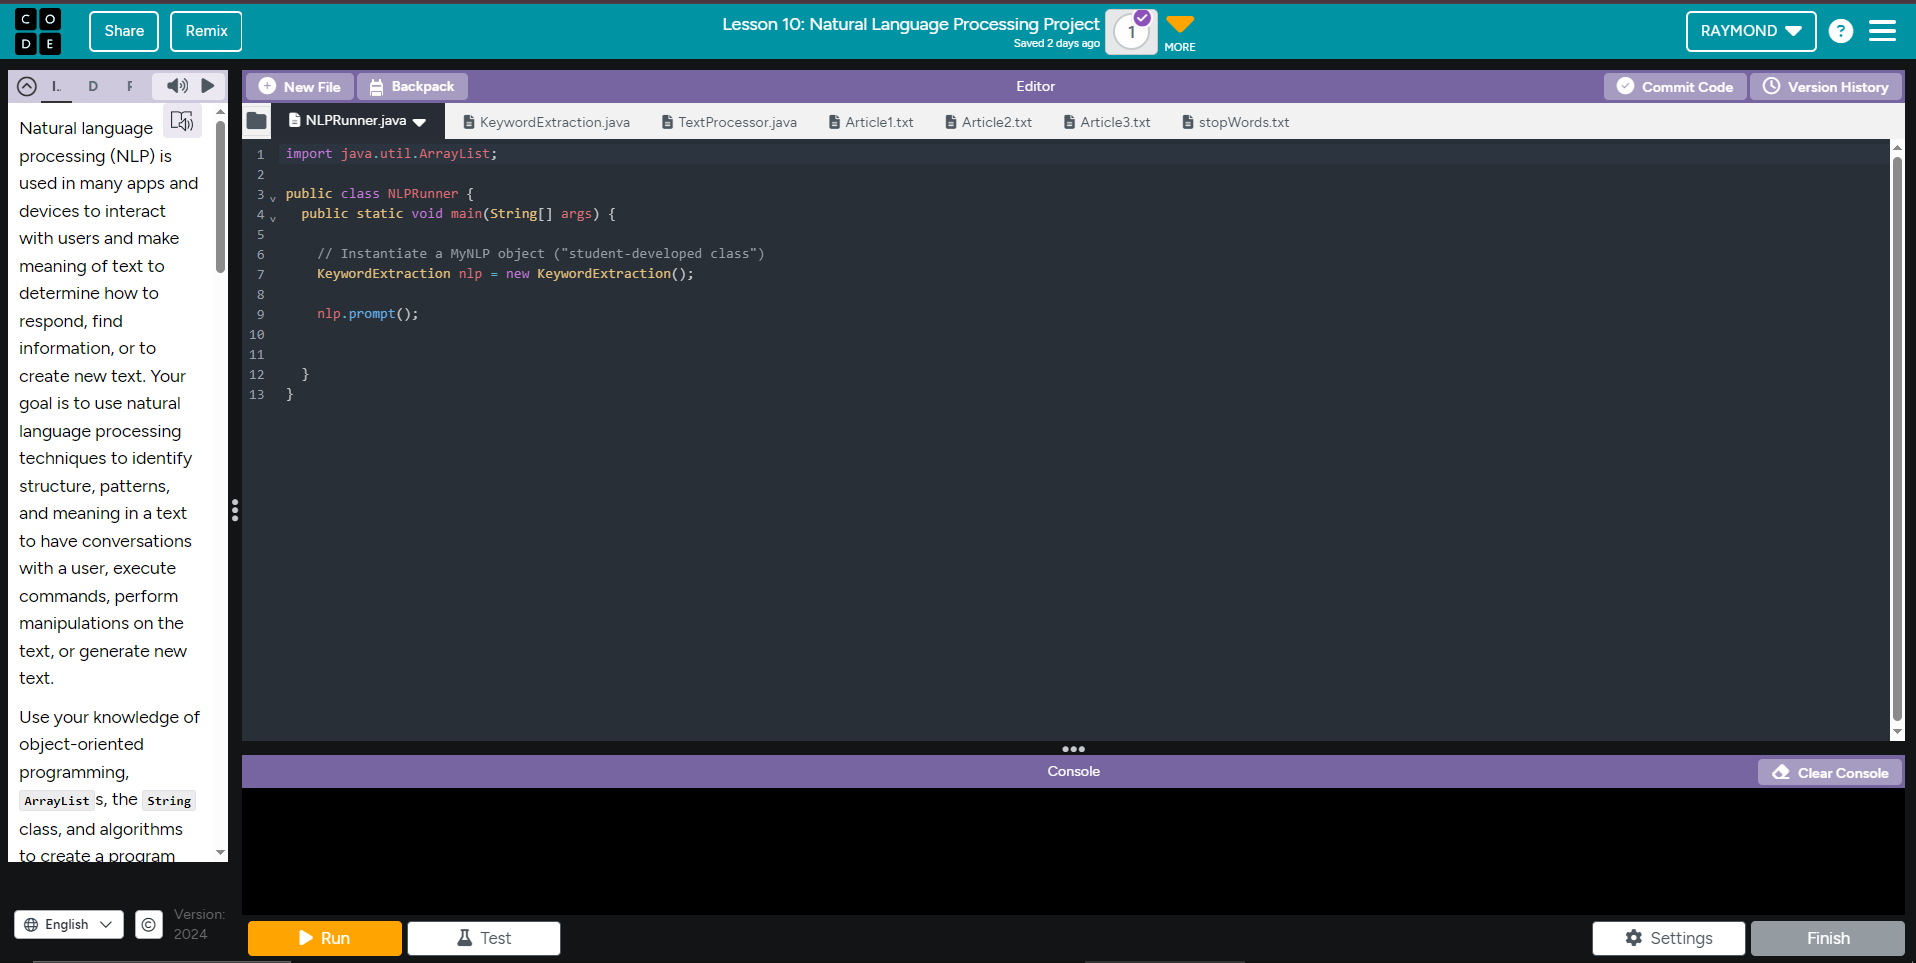 CODE
Share
Remix
Lesson 10: Natural Language Processing Project
Saved 2 days ago
1
MORE
RAYMOND
?
I..
D
F
New File
Backpack
Editor
Commit Code
Version History
NLPRunner.java
KeywordExtraction.java
TextProcessor.java
Article1.txt
Article2.txt
Article3.txt
stopWords.txt
Natural language
processing (NLP) is
used in many apps and
devices to interact
with users and make
meaning of text to
determine how to
respond, find
information, or to
create new text. Your
goal is to use natural
language processing
techniques to identify
structure, patterns,
and meaning in a text
to have conversations
with a user, execute
commands, perform
manipulations on the
text, or generate new
text.
Use your knowledge of
object-oriented
programming,
ArrayList s, the String
class, and algorithms
to create a program
1 import java.util.ArrayList;
2
3 public class NLPRunner {
4 public static void main(String[] args) {
5
6 // Instantiate a MyNLP object ("student-developed class")
7 KeywordExtraction nlp = new KeywordExtraction();
8
9 nlp.prompt();
10
11
12 }
13 }
Console
Clear Console
English
©
Version:
2024
Run
Test
Settings
Finish